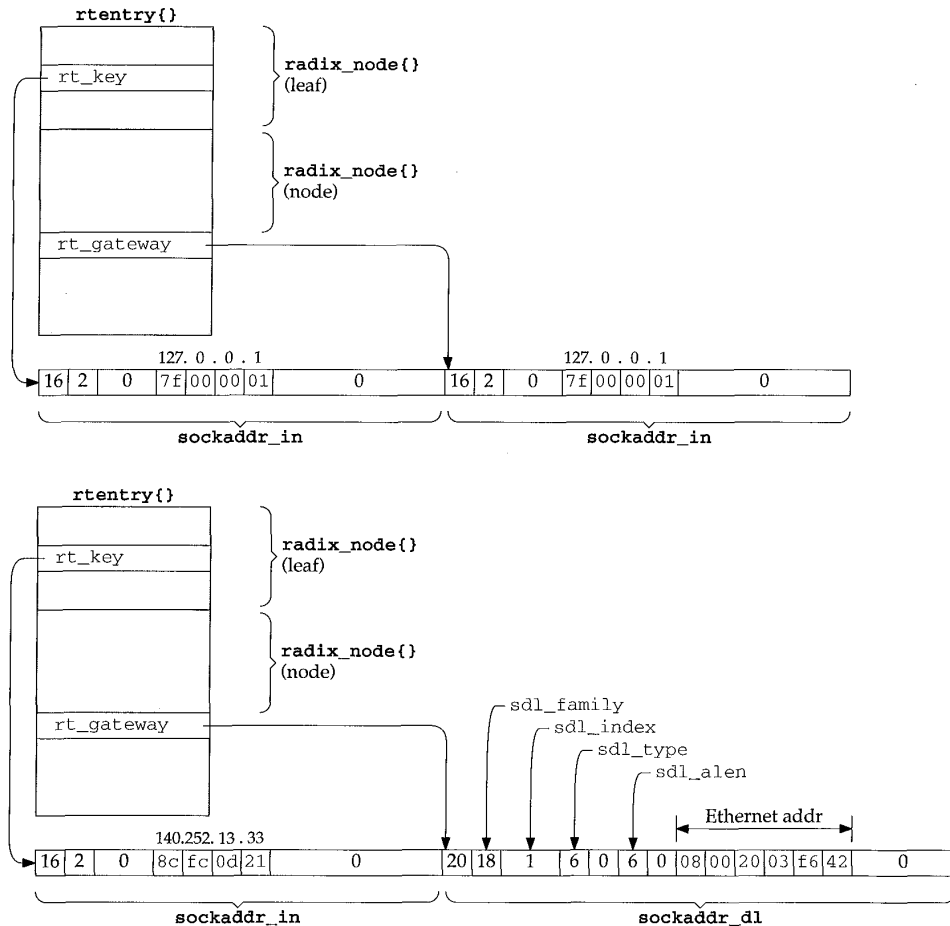 rtentry{}
radix_node{}
rt_key
(leaf)
radix_node{}
(node)
rt_gateway
127. 0 . 0 . 1 127. 0 . 0 . 1
16 2 0 7f 00 00 01 0 16 2 0 7f 00 00 01 0
sockaddr_in sockaddr_in
rtentry{}
radix_node{}
rt_key
(leaf)
radix_node{}
(node)
sdl_family
rt_gateway
sdl_index
sdl_type
sdl_alen
Ethernet addr
140.252.13.33
16 2 0 8c fc 0d 21 0 20 18 1 6 0 6 0 08 00 20 03 f6 42 0
sockaddr_in sockaddr_dl